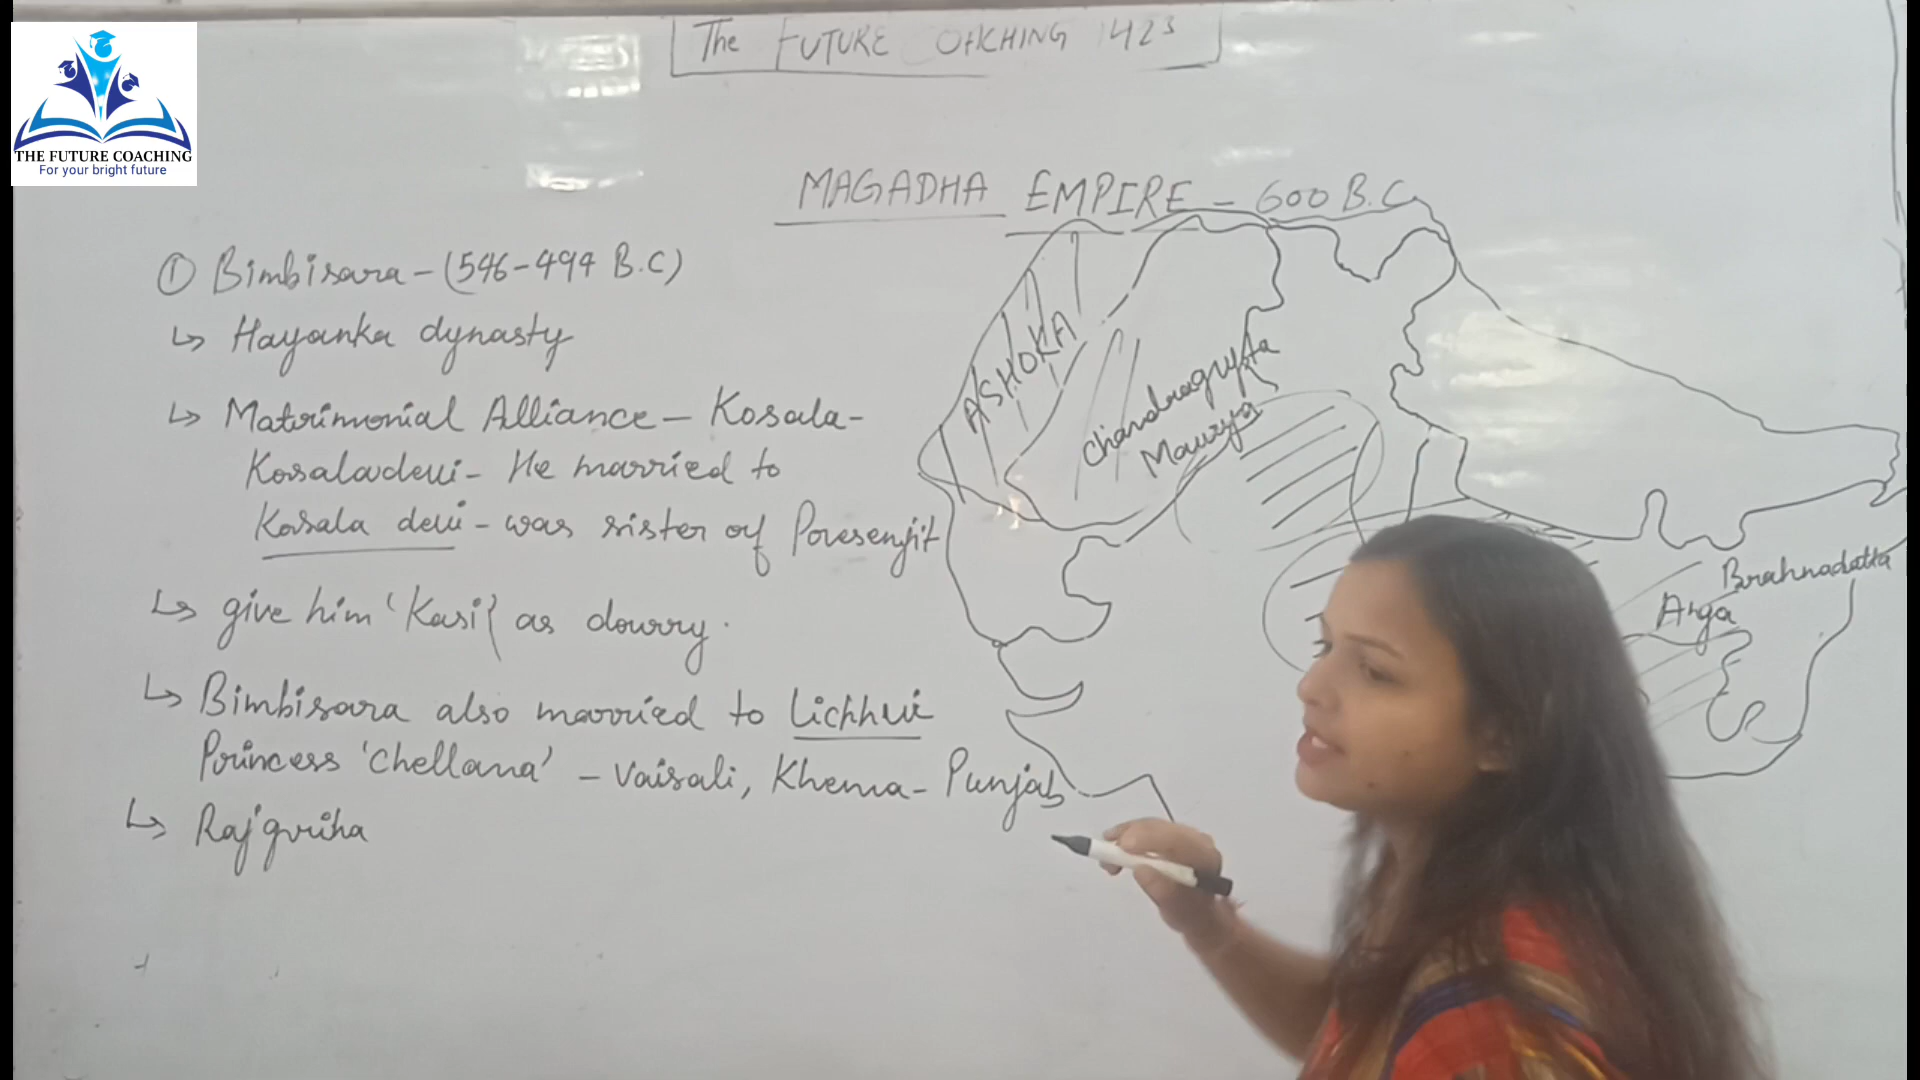 THE FUTURE COACHING
For your bright future
The FUTURE COACHING 1423
MAGADHA EMPIRE - 600 B.C
① Bimbisara - (546-494 B.C)
↳ Hayanka dynasty
↳ Matrimonial Alliance - Kosala-
Kosaladevi - He married to
Kosala devi - was sister of Presenjit
↳ give him 'Kasi' as dowry.
↳ Bimbisara also married to Lichhvi
Princess 'Chellana' - Vaisali, Khema - Punjab
↳ Rajgriha
ASHOKA
Chandragupta
Maurya
Brahmadatta
Anga